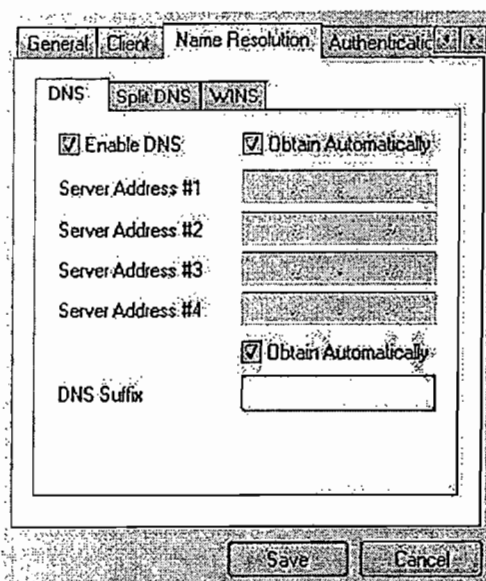 General Client Name Resolution Authenticatic
DNS Split DNS WINS
Enable DNS Obtain Automatically
Server Address #1
Server Address #2
Server Address #3
Server Address #4
Obtain Automatically
DNS Suffix
Save Cancel